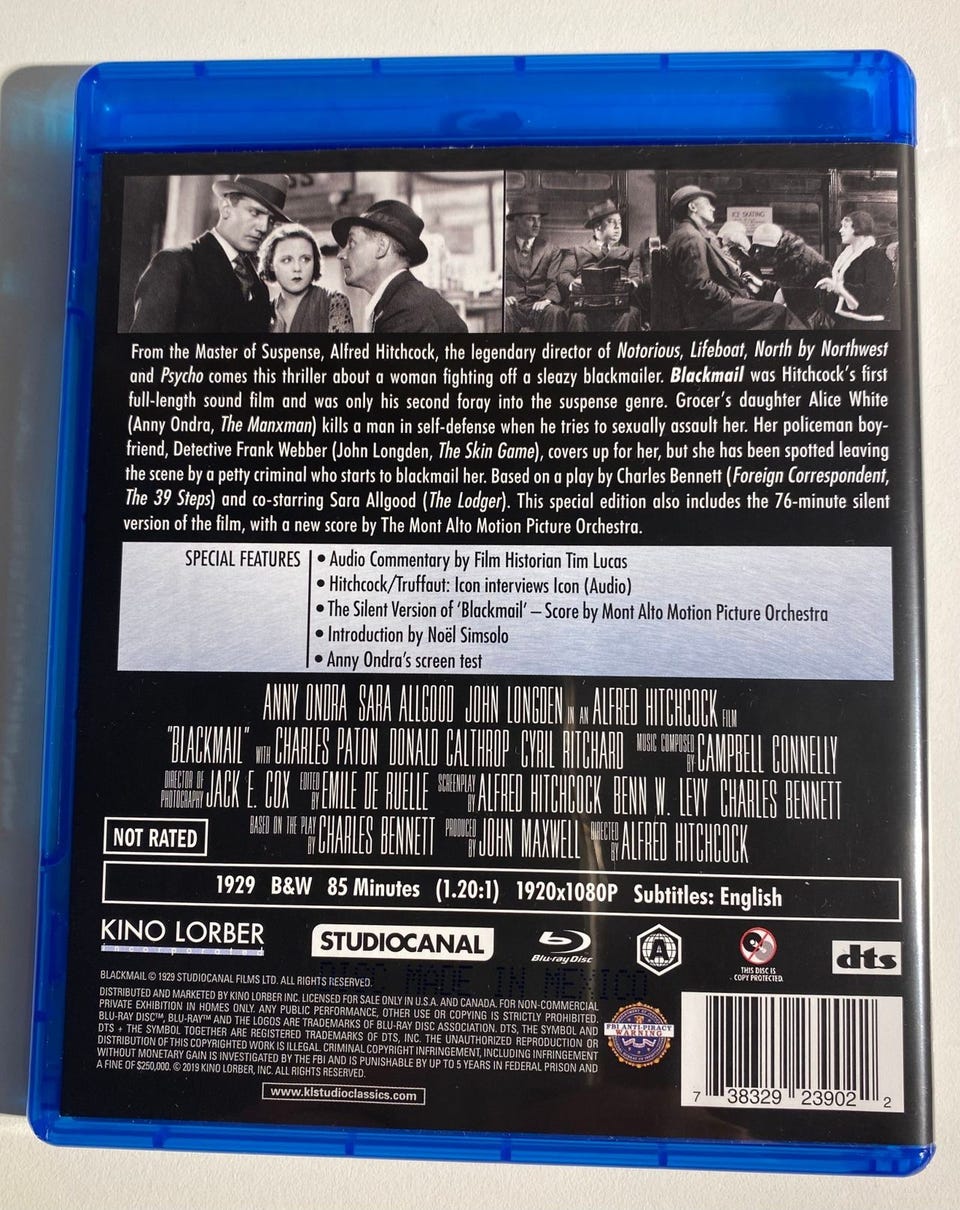 ICE SKATING
From the Master of Suspense, Alfred Hitchcock, the legendary director of Notorious, Lifeboat, North by Northwest
and Psycho comes this thriller about a woman fighting off a sleazy blackmailer. Blackmail was Hitchcock's first
full-length sound film and was only his second foray into the suspense genre. Grocer's daughter Alice White
(Anny Ondra, The Manxman) kills a man in self-defense when he tries to sexually assault her. Her policeman boy-
friend, Detective Frank Webber (John Longden, The Skin Game), covers up for her, but she has been spotted leaving
the scene by a petty criminal who starts to blackmail her. Based on a play by Charles Bennett (Foreign Correspondent,
The 39 Steps) and co-starring Sara Allgood (The Lodger). This special edition also includes the 76-minute silent
version of the film, with a new score by The Mont Alto Motion Picture Orchestra.
SPECIAL FEATURES
• Audio Commentary by Film Historian Tim Lucas
• Hitchcock/Truffaut: Icon interviews Icon (Audio)
• The Silent Version of 'Blackmail' – Score by Mont Alto Motion Picture Orchestra
• Introduction by Noël Simsolo
• Anny Ondra's screen test
ANNY ONDRA SARA ALLGOOD JOHN LONGDEN IN AN ALFRED HITCHCOCK FILM
"BLACKMAIL" WITH CHARLES PATON DONALD CALTHROP CYRIL RITCHARD MUSIC COMPOSED BY CAMPBELL CONNELLY
DIRECTOR OF PHOTOGRAPHY JACK E. COX EDITED BY EMILE DE RUELLE SCREENPLAY BY ALFRED HITCHCOCK BENN W. LEVY CHARLES BENNETT
BASED ON THE PLAY BY CHARLES BENNETT PRODUCED BY JOHN MAXWELL DIRECTED BY ALFRED HITCHCOCK
NOT RATED
1929 B&W 85 Minutes (1.20:1) 1920x1080P Subtitles: English
KINO LORBER
incorporated
STUDIOCANAL
Blu-ray Disc
A
THIS DISC IS
COPY PROTECTED.
dts
DISC MADE IN MEXICO
BLACKMAIL © 1929 STUDIOCANAL FILMS LTD. ALL RIGHTS RESERVED.
DISTRIBUTED AND MARKETED BY KINO LORBER INC. LICENSED FOR SALE ONLY IN U.S.A. AND CANADA. FOR NON-COMMERCIAL
PRIVATE EXHIBITION IN HOMES ONLY. ANY PUBLIC PERFORMANCE, OTHER USE OR COPYING IS STRICTLY PROHIBITED.
BLU-RAY DISC™, BLU-RAY™ AND THE LOGOS ARE TRADEMARKS OF BLU-RAY DISC ASSOCIATION. DTS, THE SYMBOL AND
DTS + THE SYMBOL TOGETHER ARE REGISTERED TRADEMARKS OF DTS, INC. THE UNAUTHORIZED REPRODUCTION OR
DISTRIBUTION OF THIS COPYRIGHTED WORK IS ILLEGAL. CRIMINAL COPYRIGHT INFRINGEMENT, INCLUDING INFRINGEMENT
WITHOUT MONETARY GAIN IS INVESTIGATED BY THE FBI AND IS PUNISHABLE BY UP TO 5 YEARS IN FEDERAL PRISON AND
A FINE OF $250,000. © 2019 KINO LORBER, INC. ALL RIGHTS RESERVED.
FBI ANTI-PIRACY
WARNING
www.klstudioclassics.com
7 38329 23902 2